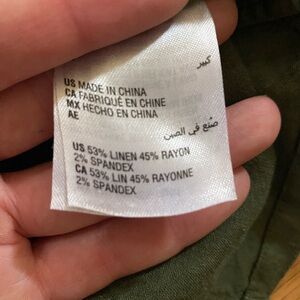 كبير
US MADE IN CHINA
CA FABRIQUÉ EN CHINE
MX HECHO EN CHINA
AE
صنع في الصين
US 53% LINEN 45% RAYON
2% SPANDEX
CA 53% LIN 45% RAYONNE
2% SPANDEX